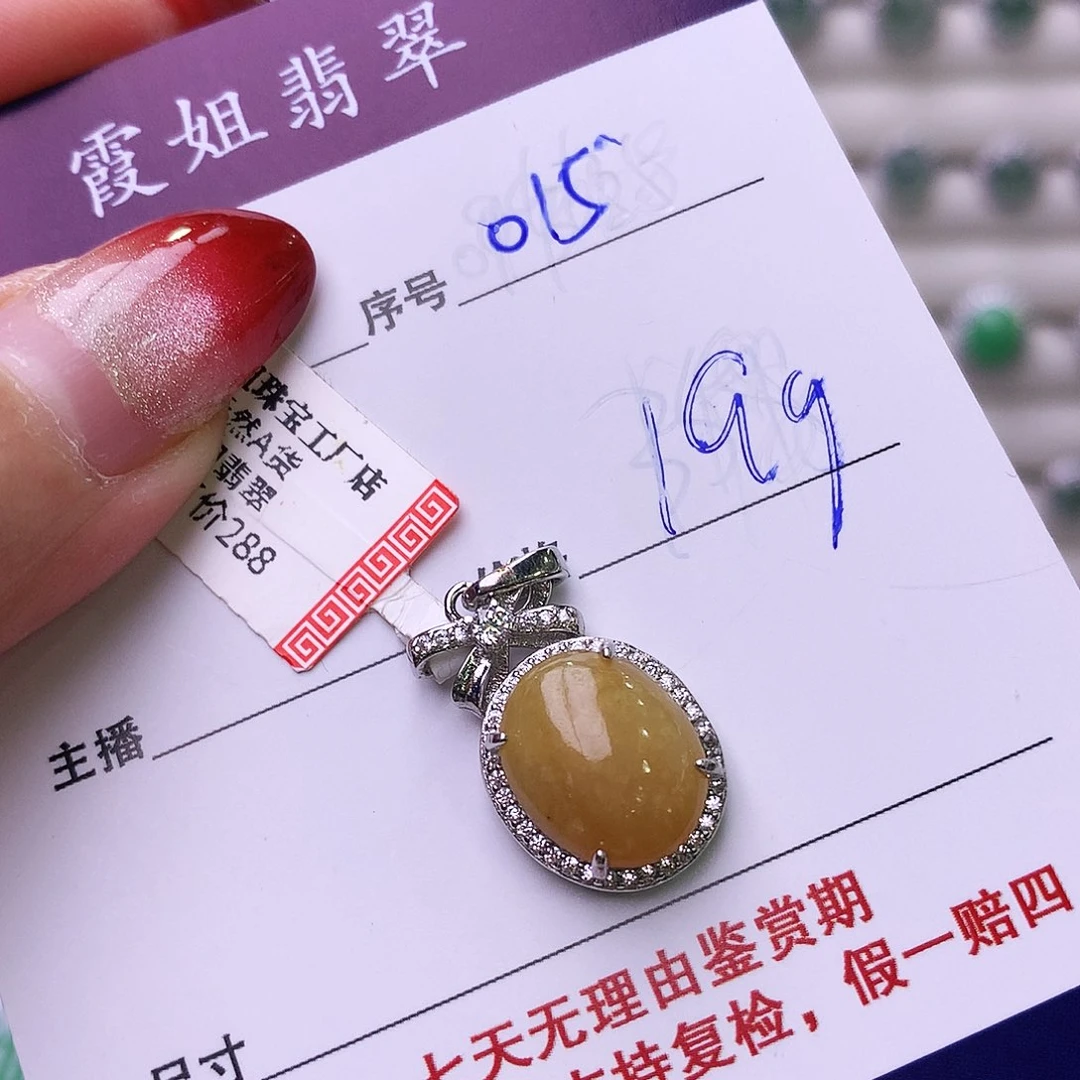 霞姐翡翠
序号 015
199
珠宝工厂店
然A货
翡翠
价288
主播
尺寸
七天无理由鉴赏期
支持复检，假一赔四